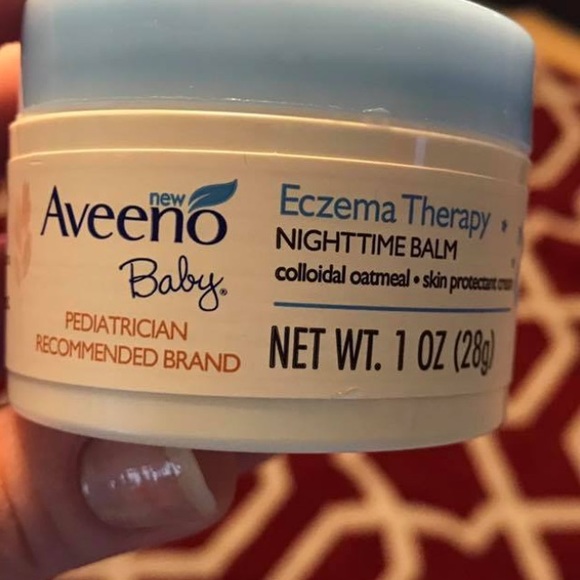 new
Aveeno
Baby®
PEDIATRICIAN
RECOMMENDED BRAND
Eczema Therapy
NIGHTTIME BALM
colloidal oatmeal • skin protectant
NET WT. 1 OZ (28g)